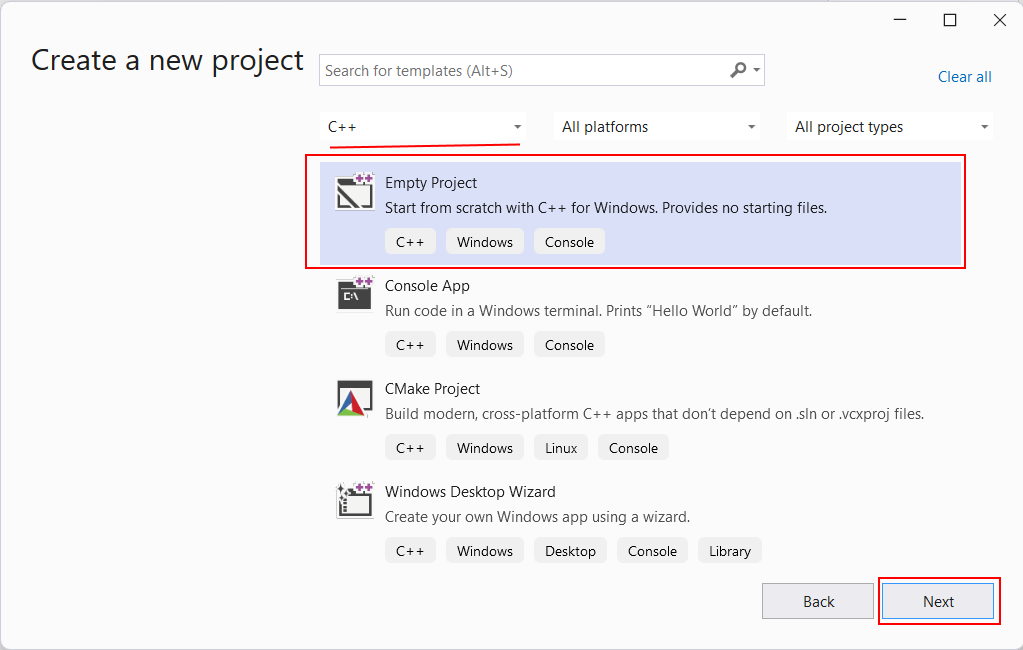 Create a new project
Search for templates (Alt+S)
Clear all
C++
All platforms
All project types
Empty Project
Start from scratch with C++ for Windows. Provides no starting files.
C++ Windows Console
Console App
Run code in a Windows terminal. Prints “Hello World” by default.
C++ Windows Console
CMake Project
Build modern, cross-platform C++ apps that don’t depend on .sln or .vcxproj files.
C++ Windows Linux Console
Windows Desktop Wizard
Create your own Windows app using a wizard.
C++ Windows Desktop Console Library
Back
Next